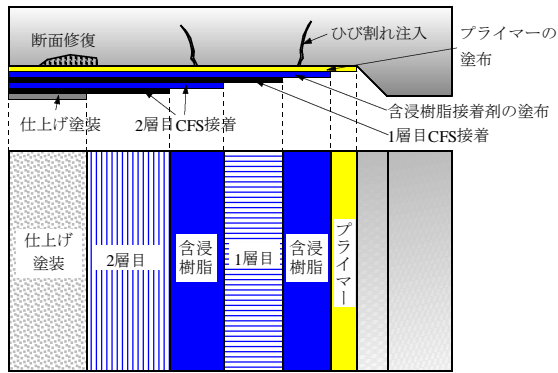 断面修復
ひび割れ注入
プライマーの
塗布
含浸樹脂接着剤の塗布
1層目CFS接着
2層目CFS接着
仕上げ塗装
仕上げ
塗装
2層目
含浸
樹脂
1層目
含浸
樹脂
プライマー